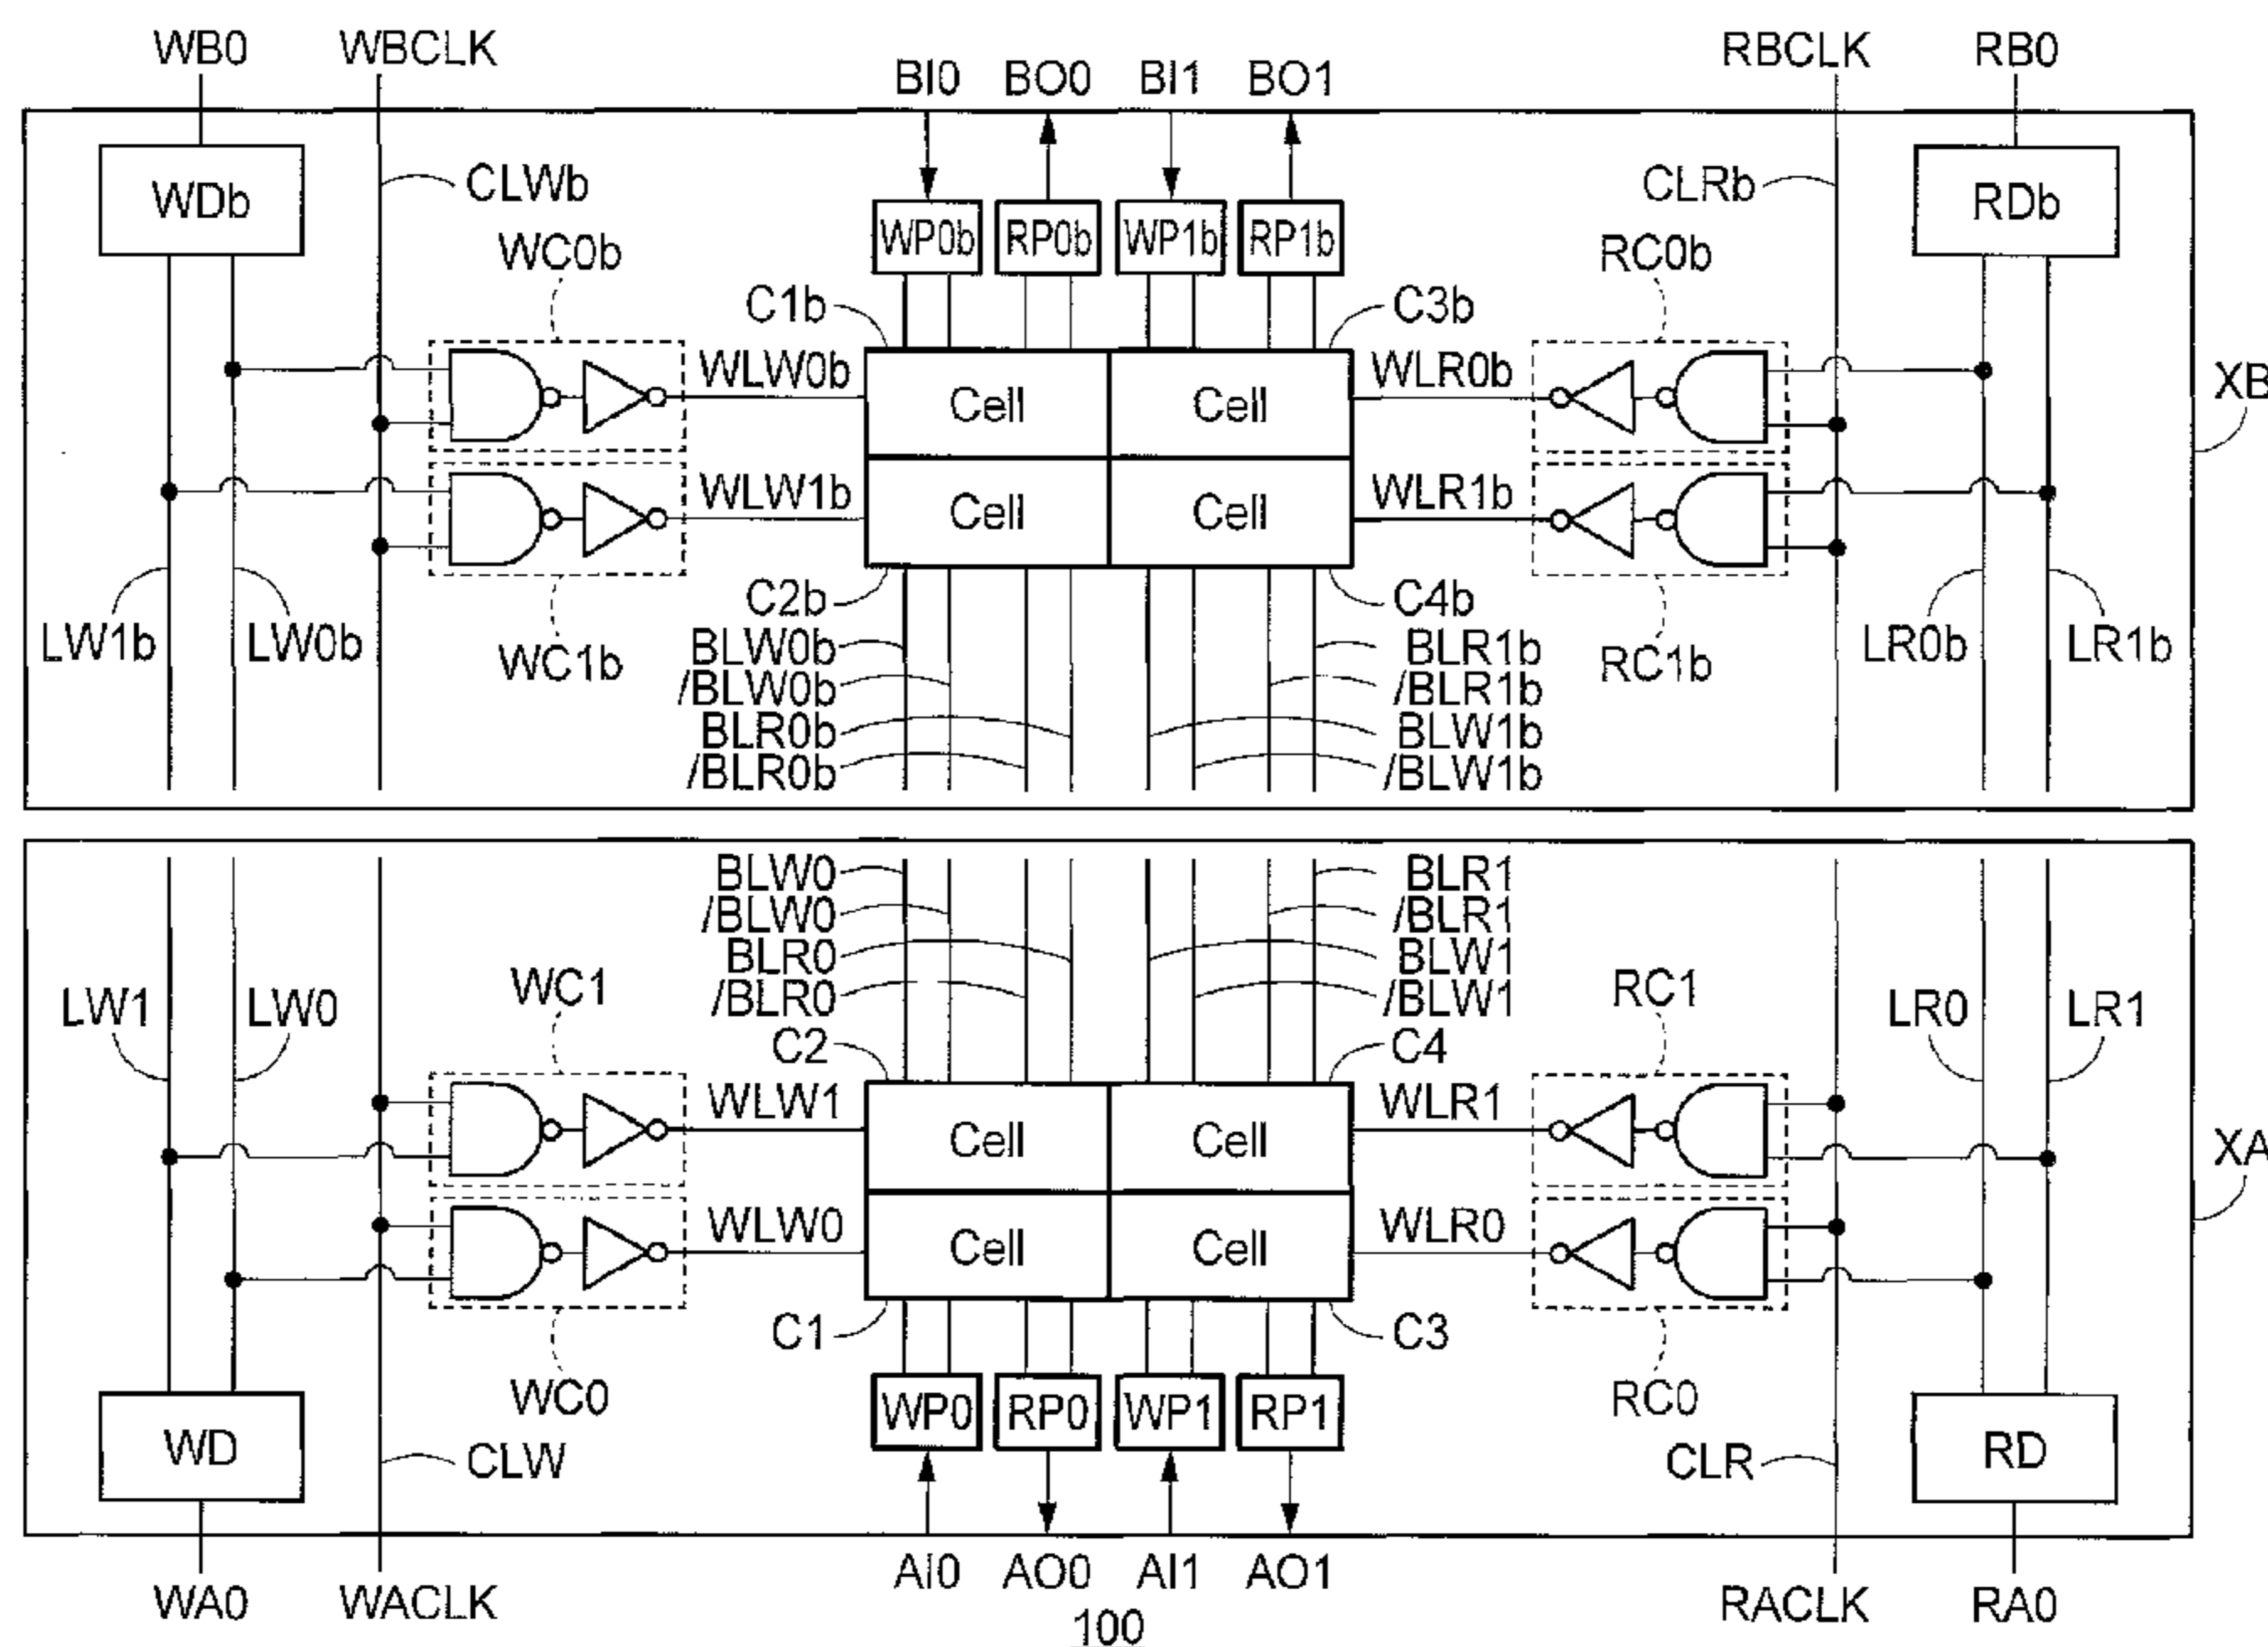 WB0 WBCLK BI0 BO0 BI1 BO1 RBCLK RB0
WDb CLWb WP0b RP0b WP1b RP1b CLRb RDb
WC0b RC0b
C1b C3b
WLW0b Cell Cell WLR0b XB
WLW1b Cell Cell WLR1b
C2b C4b
LW1b LW0b WC1b BLW0b BLR1b RC1b LR0b LR1b
/BLW0b /BLR1b
BLR0b BLW1b
/BLR0b /BLW1b
BLW0 BLR1
/BLW0 /BLR1
BLR0 BLW1
LW1 LW0 WC1 /BLR0 /BLW1 RC1 LR0 LR1
C2 C4
WLW1 Cell Cell WLR1 XA
WLW0 Cell Cell WLR0
C1 C3
WC0 WP0 RP0 WP1 RP1 RC0
WD CLW CLR RD
WA0 WACLK AI0 AO0 AI1 AO1 RACLK RA0
100